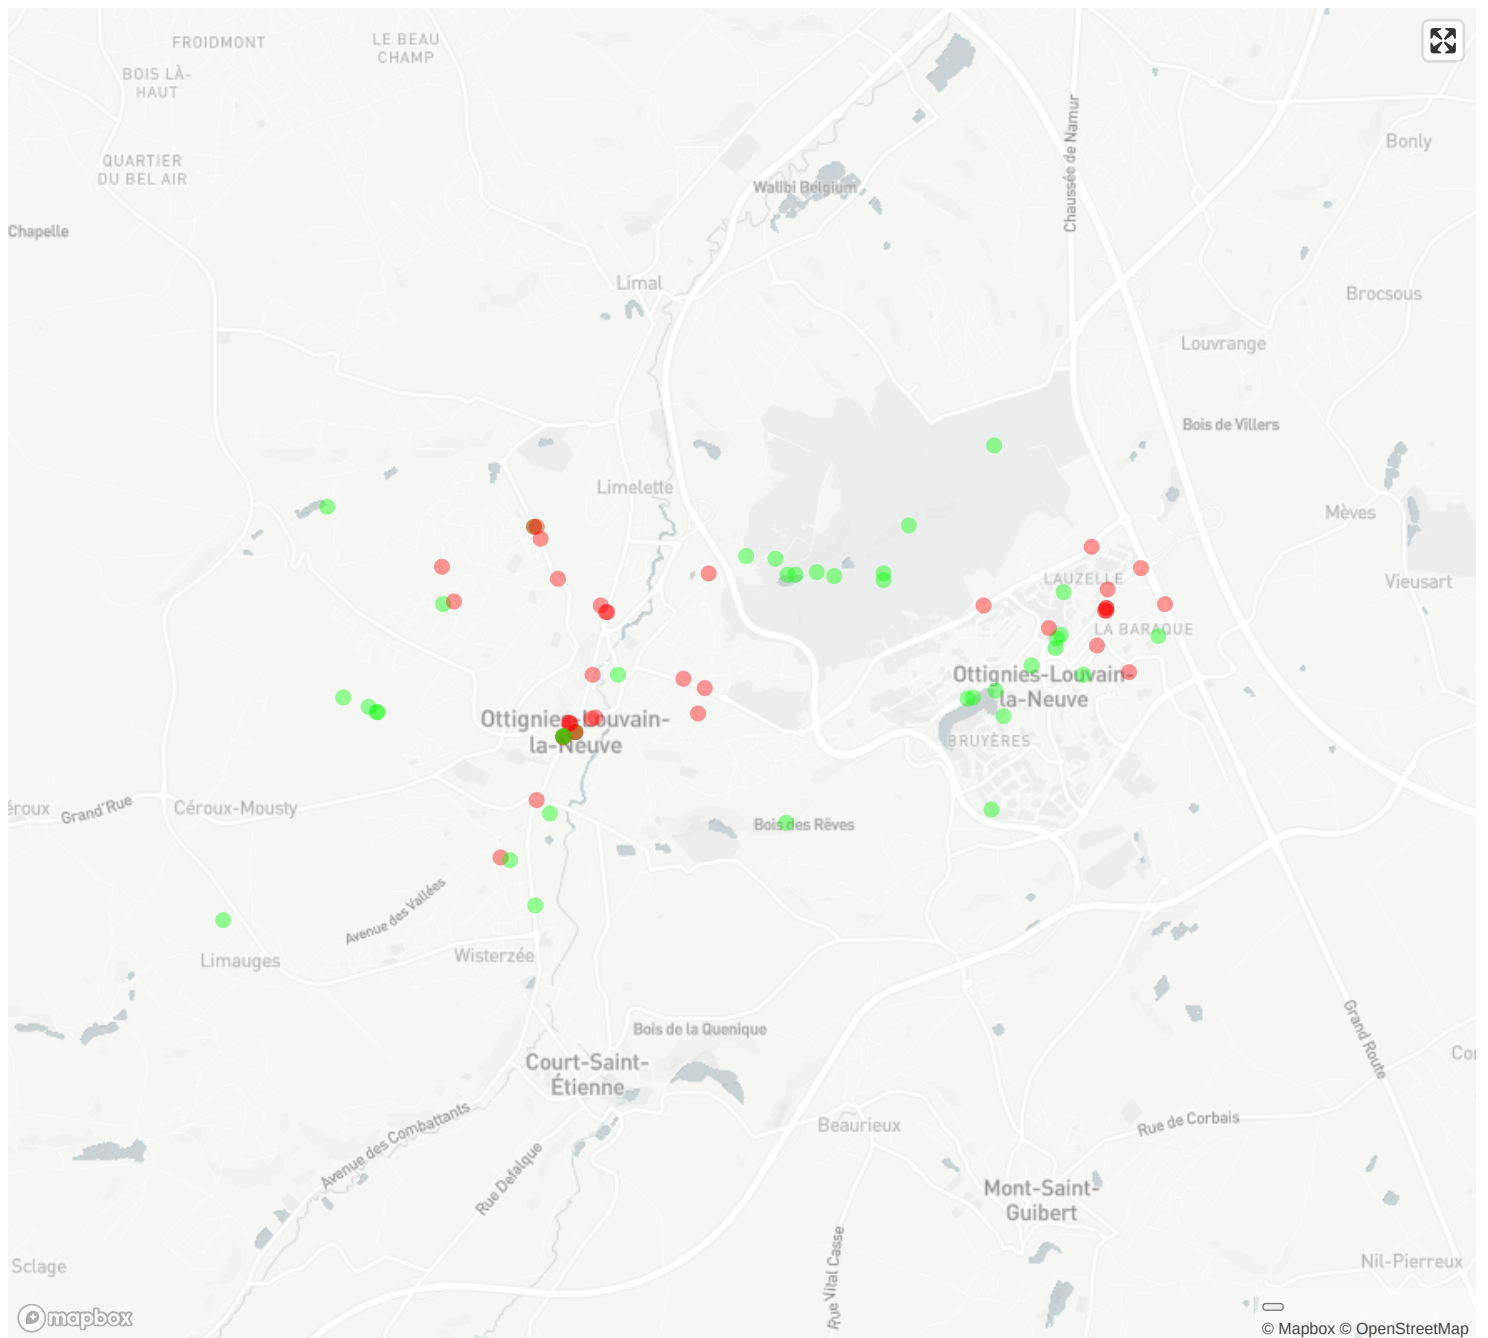 FROIDMONT
LE BEAU
CHAMP
BOIS LÀ-
HAUT
Chaussée de Namur
Bonly
QUARTIER
DU BEL AIR
Walibi Belgium
Chapelle
Limal
Brocsous
Louvrange
Bois de Villers
Limelette
Mèves
LAUZELLE
Vieusart
LA BARAQUE
Ottignies-Louvain-
la-Neuve
Ottignies-Louvain-
la-Neuve
BRUYÈRES
éroux
Grand'Rue
Céroux-Mousty
Bois des Rêves
Avenue des Vallées
Limauges
Wisterzée
Bois de la Quenique
Grand Route
Cor
Court-Saint-
Étienne
Avenue des Combattants
Beaurieux
Rue de Corbais
Rue Defalque
Mont-Saint-
Guibert
Rue Vital Casse
Sclage
Nil-Pierreux
mapbox
© Mapbox © OpenStreetMap